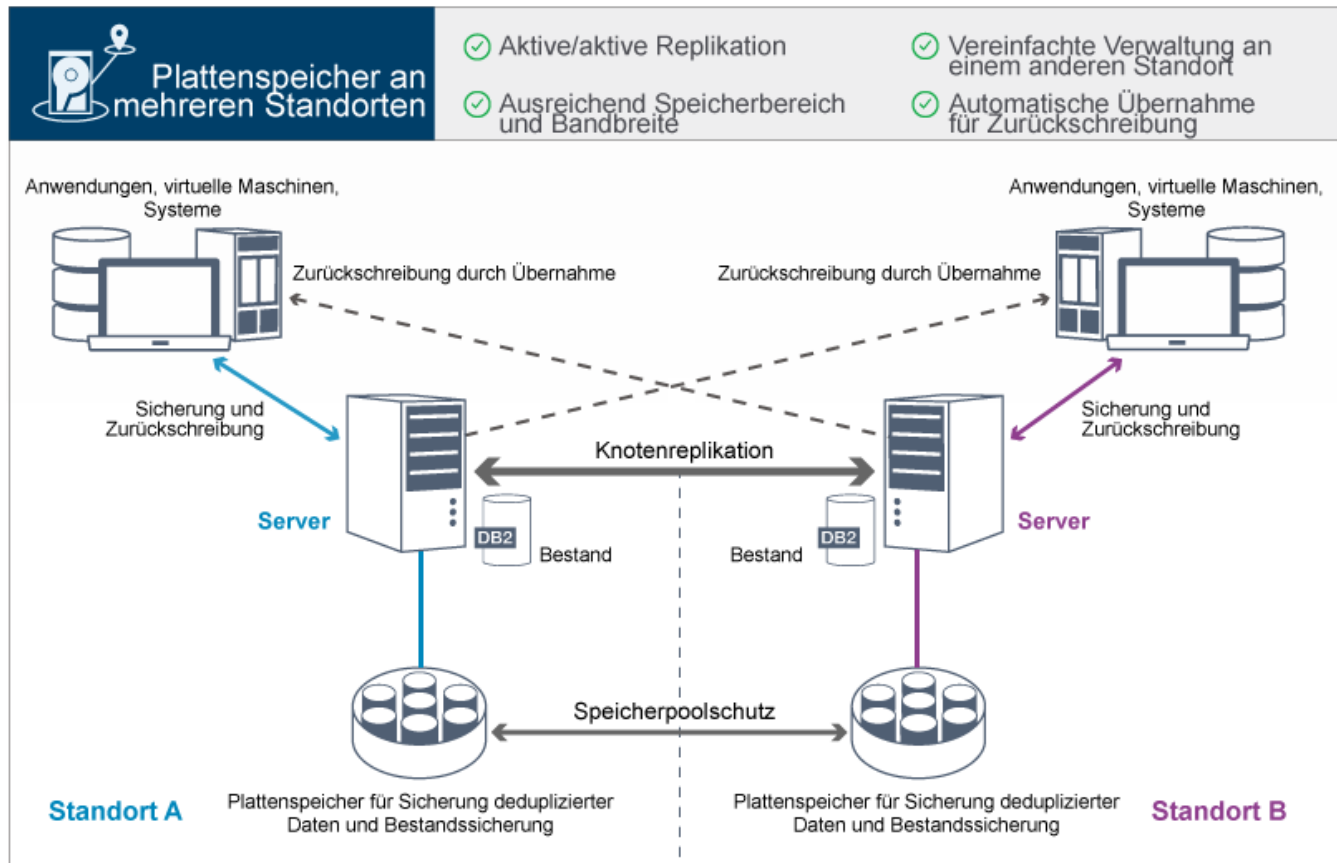 Plattenspeicher an
mehreren Standorten
Aktive/aktive Replikation
Ausreichend Speicherbereich
und Bandbreite
Vereinfachte Verwaltung an
einem anderen Standort
Automatische Übernahme
für Zurückschreibung
Anwendungen, virtuelle Maschinen,
Systeme
Anwendungen, virtuelle Maschinen,
Systeme
Zurückschreibung durch Übernahme
Zurückschreibung durch Übernahme
Sicherung und
Zurückschreibung
Sicherung und
Zurückschreibung
Knotenreplikation
Server
DB2
Bestand
Bestand
DB2
Server
Speicherpoolschutz
Standort A
Plattenspeicher für Sicherung deduplizierter
Daten und Bestandssicherung
Plattenspeicher für Sicherung deduplizierter
Daten und Bestandssicherung
Standort B